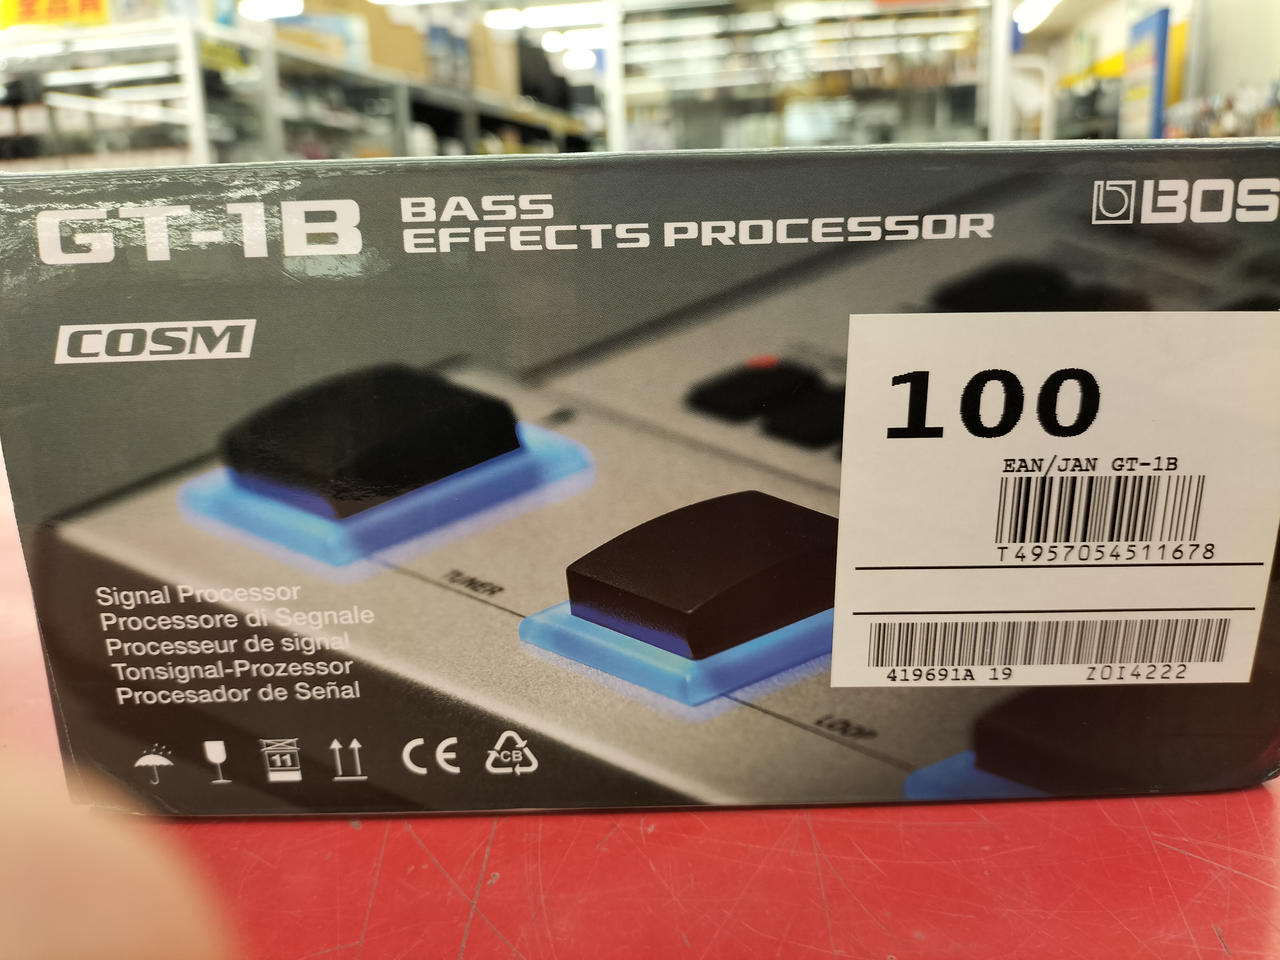 GT-1B
BASS
EFFECTS PROCESSOR
BOS
COSM
100
EAN/JAN GT-1B
T4957054511678
419691A 19 Z0I4222
TUNER
LOOP
Signal Processor
Processore di Segnale
Processeur de signal
Tonsignal-Prozessor
Procesador de Señal
11
CE
CB